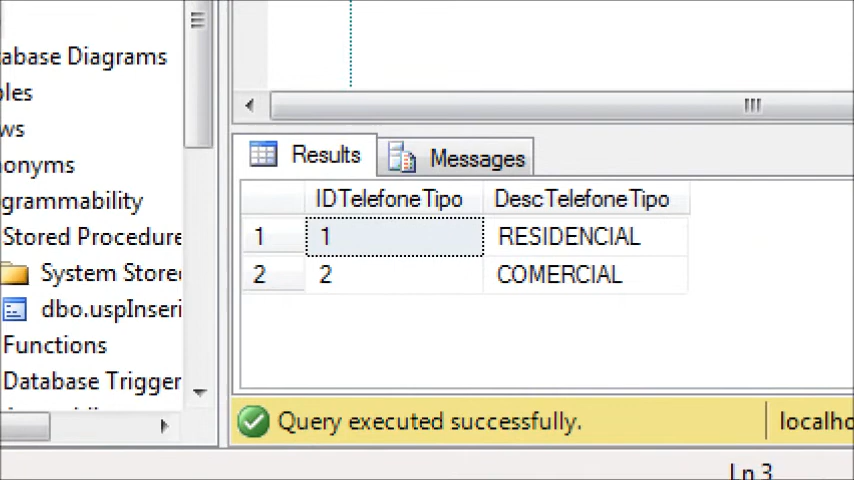 abase Diagrams
les
ws
nonyms
grammability
Stored Procedure
System Store
dbo.uspInseri
Functions
Database Trigger
Results
Messages
IDTelefoneTipo DescTelefoneTipo
1 1 RESIDENCIAL
2 2 COMERCIAL
Query executed successfully.
localho
Ln 3